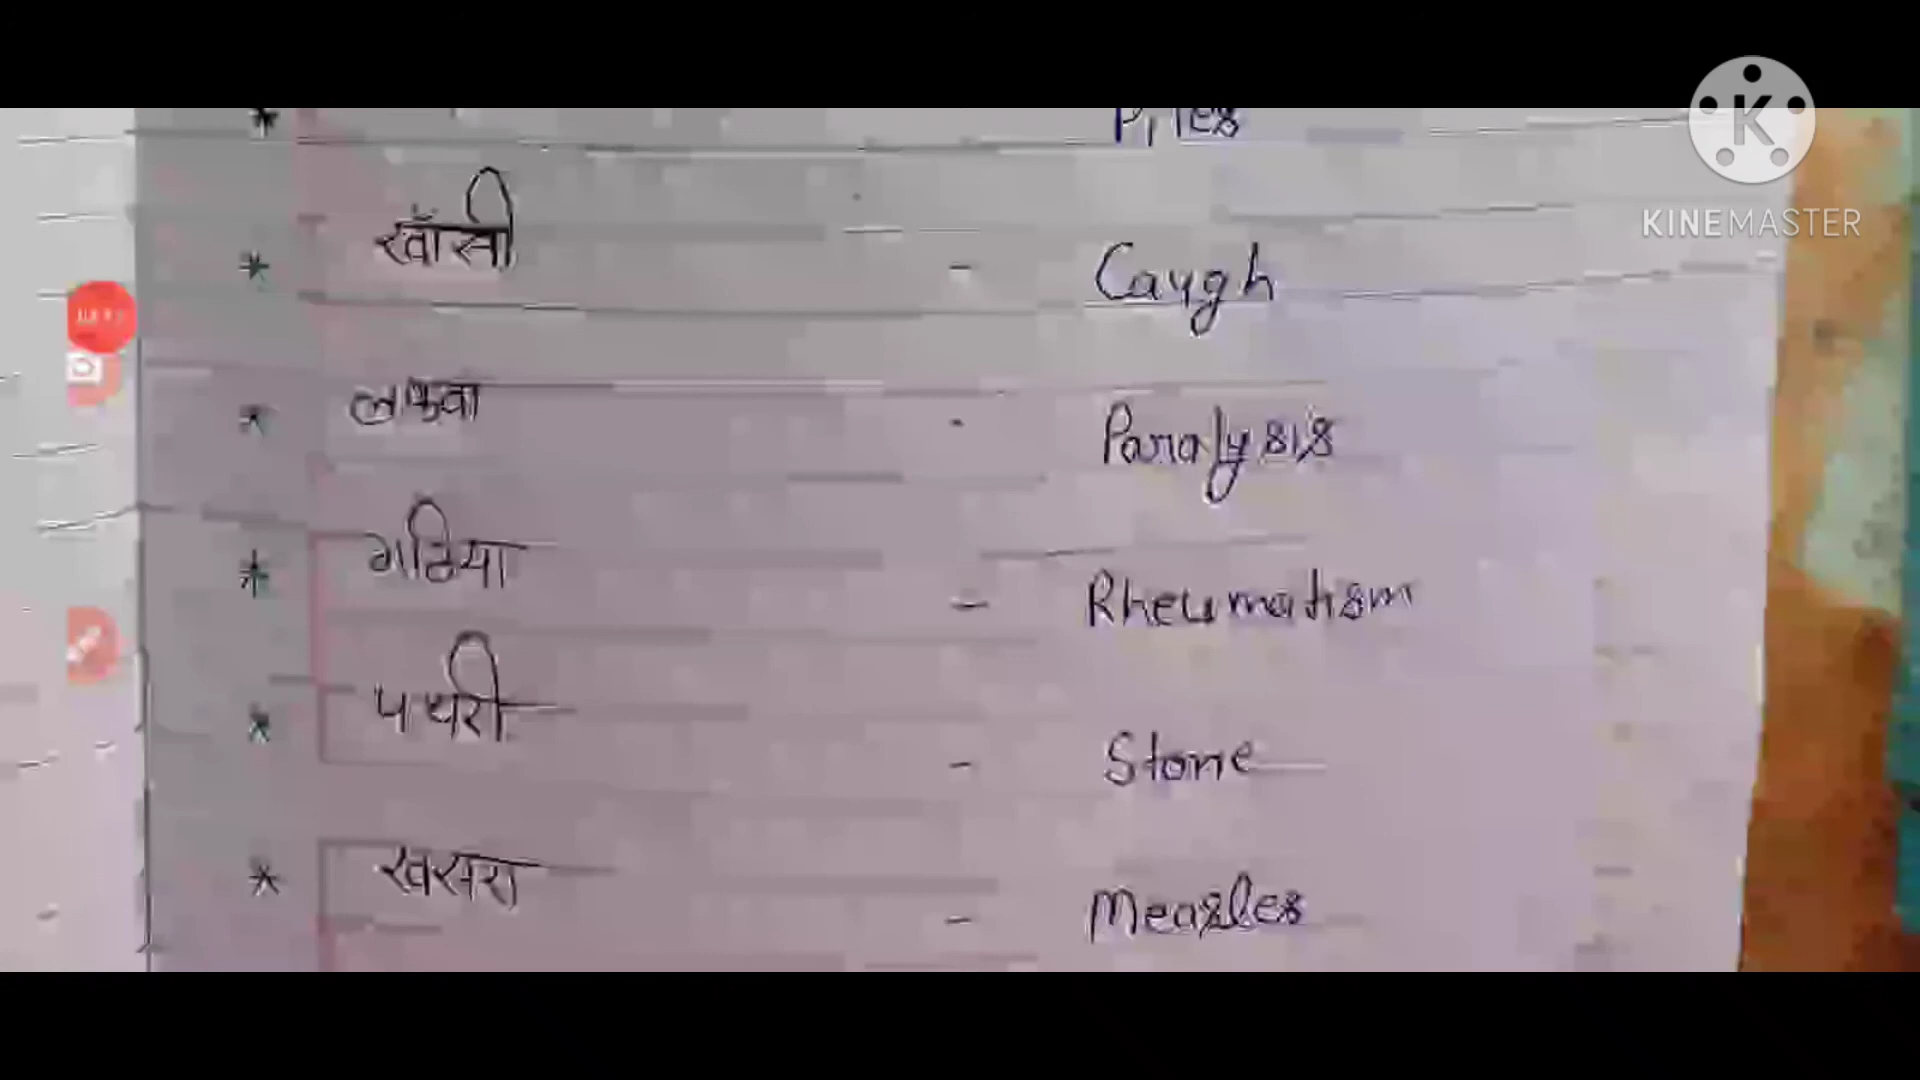 * Piles
* खाँसी - Caugh
* लकवा - Paralysis
* गठिया - Rheumatism
* पथरी - Stone
* खसरा - Measles
K
KINEMASTER